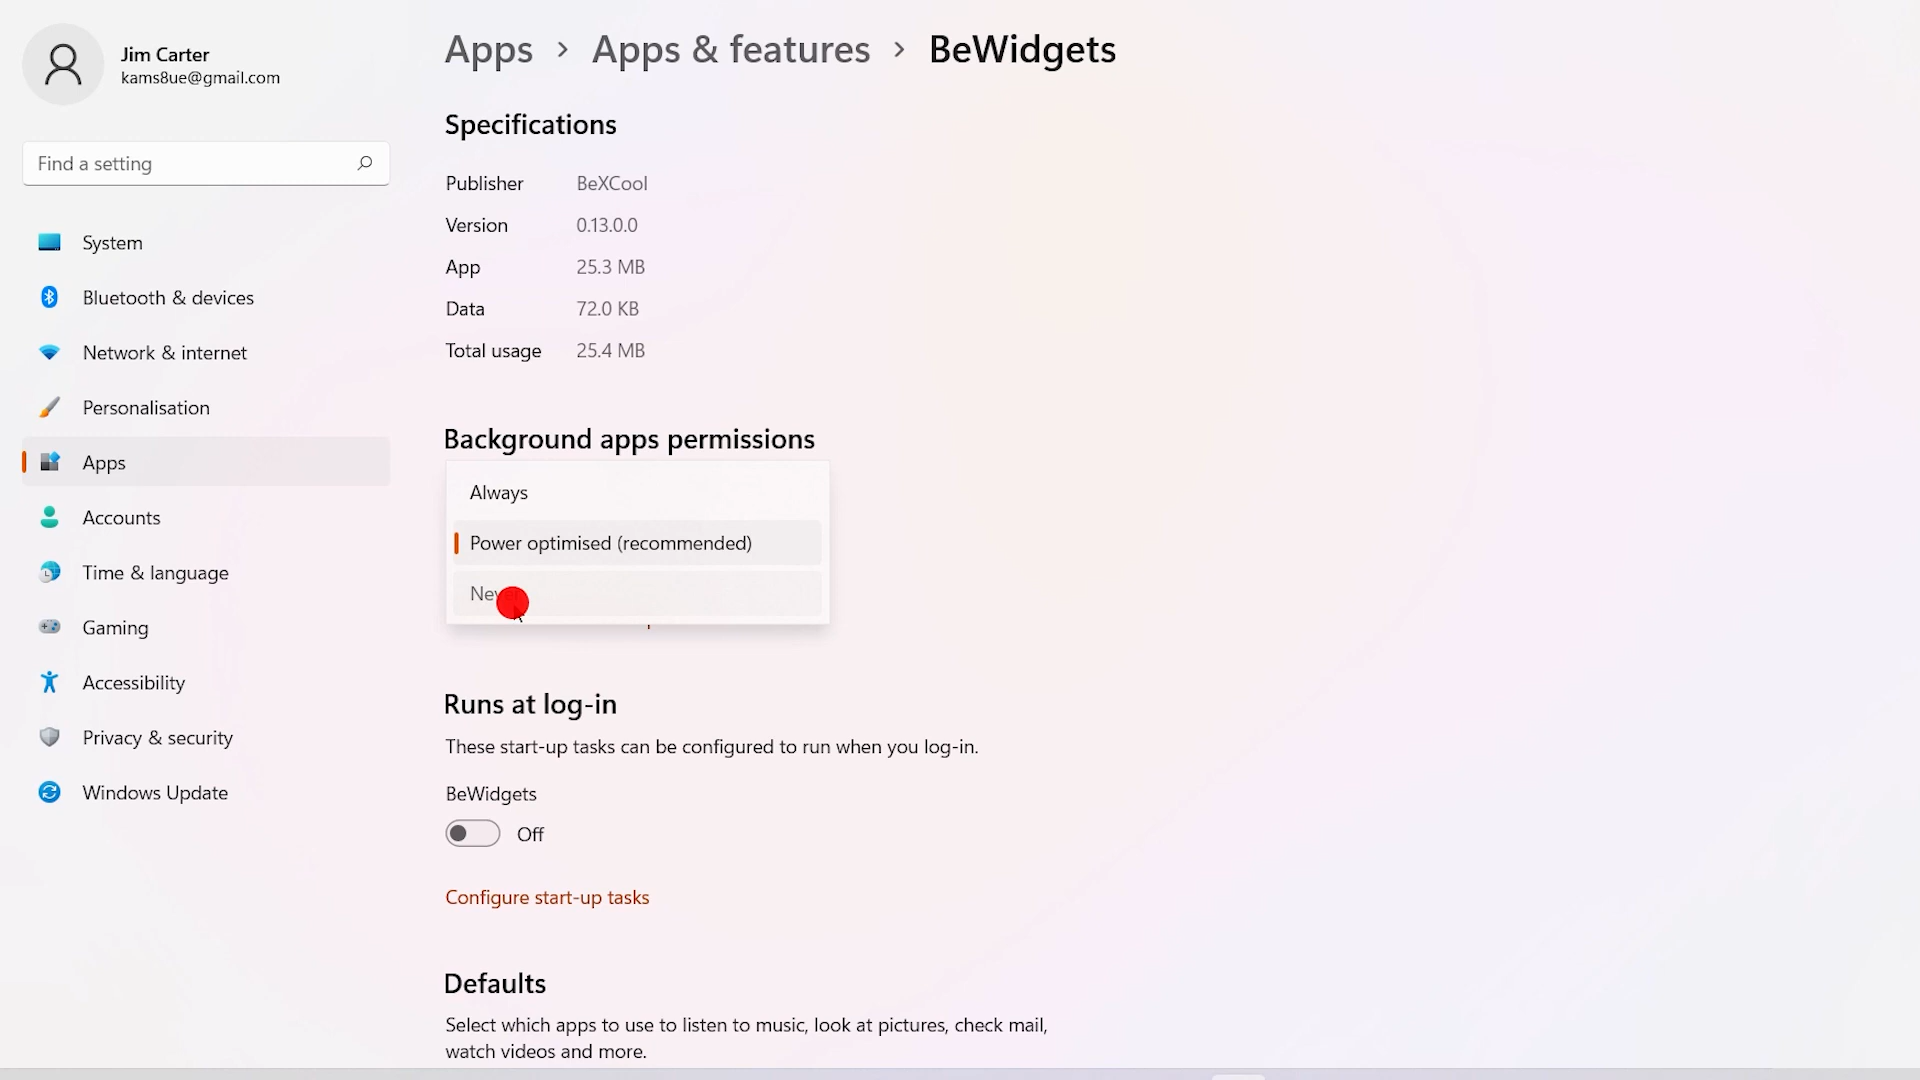 Jim Carter
kams8ue@gmail.com
Find a setting
System
Bluetooth & devices
Network & internet
Personalisation
Apps
Accounts
Time & language
Gaming
Accessibility
Privacy & security
Windows Update
Apps > Apps & features > BeWidgets
Specifications
Publisher BeXCool
Version 0.13.0.0
App 25.3 MB
Data 72.0 KB
Total usage 25.4 MB
Background apps permissions
Always
Power optimised (recommended)
Never
Runs at log-in
These start-up tasks can be configured to run when you log-in.
BeWidgets
Off
Configure start-up tasks
Defaults
Select which apps to use to listen to music, look at pictures, check mail,
watch videos and more.